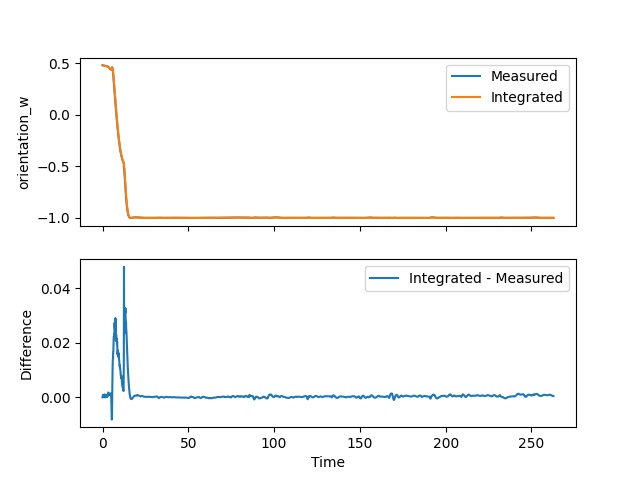 0.5
0.0
−0.5
−1.0
orientation_w
Measured
Integrated
0.04
0.02
0.00
Difference
Integrated - Measured
0 50 100 150 200 250
Time